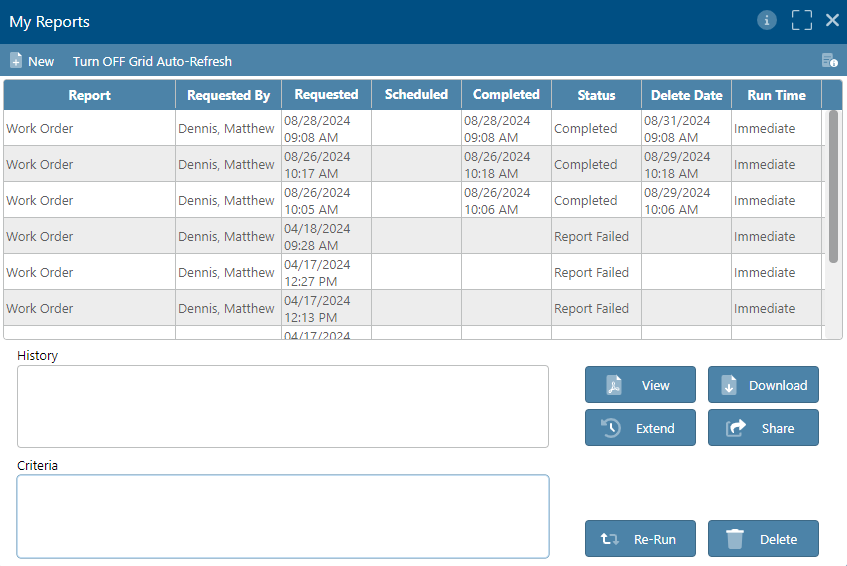 My Reports
New Turn OFF Grid Auto-Refresh
Report Requested By Requested Scheduled Completed Status Delete Date Run Time
Work Order Dennis, Matthew 08/28/2024 09:08 AM 08/28/2024 09:08 AM Completed 08/31/2024 09:08 AM Immediate
Work Order Dennis, Matthew 08/26/2024 10:17 AM 08/26/2024 10:18 AM Completed 08/29/2024 10:18 AM Immediate
Work Order Dennis, Matthew 08/26/2024 10:05 AM 08/26/2024 10:06 AM Completed 08/29/2024 10:06 AM Immediate
Work Order Dennis, Matthew 04/18/2024 09:28 AM Report Failed Immediate
Work Order Dennis, Matthew 04/17/2024 12:27 PM Report Failed Immediate
Work Order Dennis, Matthew 04/17/2024 12:13 PM Report Failed Immediate
04/17/2024
History
View Download
Extend Share
Criteria
Re-Run Delete